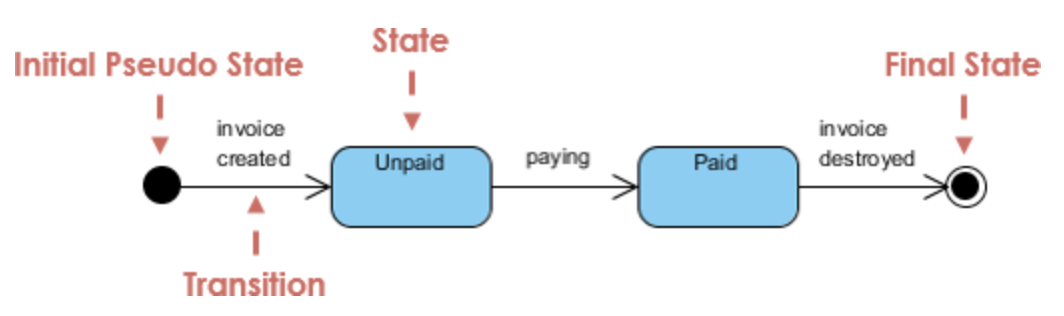 State
Initial Pseudo State
Final State
invoice
created
Unpaid
paying
Paid
invoice
destroyed
Transition